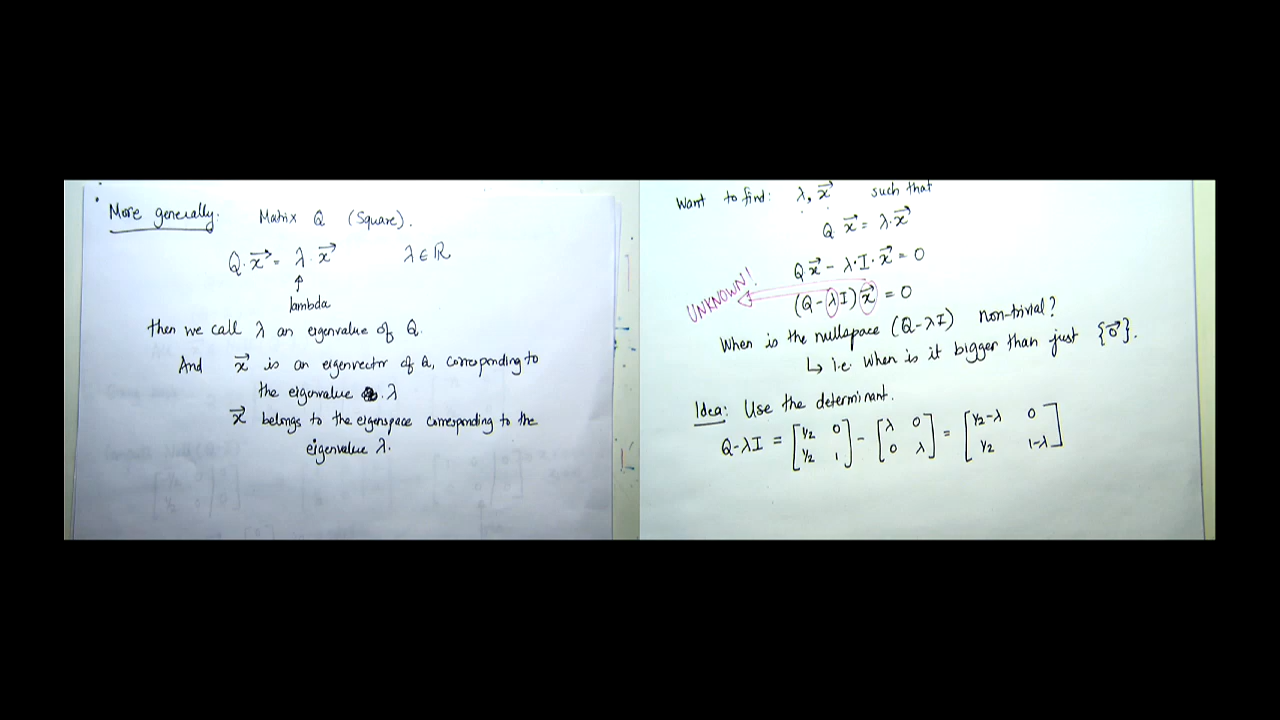 More generally: Matrix Q (Square).
Q·x⃗ = λ·x⃗ λ∈ℝ
↑
lambda
then we call λ an eigenvalue of Q.
And x⃗ is an eigenvector of Q, corresponding to
the eigenvalue λ
x⃗ belongs to the eigenspace corresponding to the
eigenvalue λ.
Want to find: λ, x⃗ such that
Q x⃗ = λ·x⃗
Qx⃗ - λ·I·x⃗ = 0
UNKNOWN!
(Q-λI)x⃗ = 0
When is the nullspace (Q-λI) non-trivial?
↳ i.e. when is it bigger than just {0⃗}.
Idea: Use the determinant.
Q-λI = [1/2 0; 1/2 1] - [λ 0; 0 λ] = [1/2-λ 0; 1/2 1-λ]